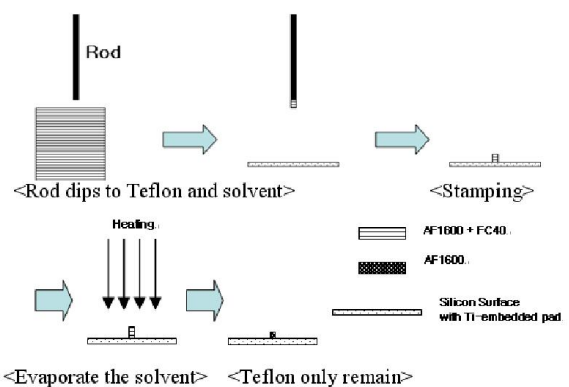 Rod
<Rod dips to Teflon and solvent>
<Stamping>
Heating
AF1600 + FC40
AF1600
Silicon Surface
with Ti-embedded pad
<Evaporate the solvent>
<Teflon only remain>